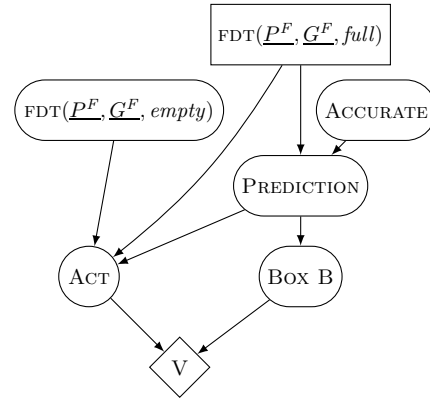 FDT(P^F, G^F, full)
FDT(P^F, G^F, empty)
ACCURATE
PREDICTION
ACT
BOX B
V